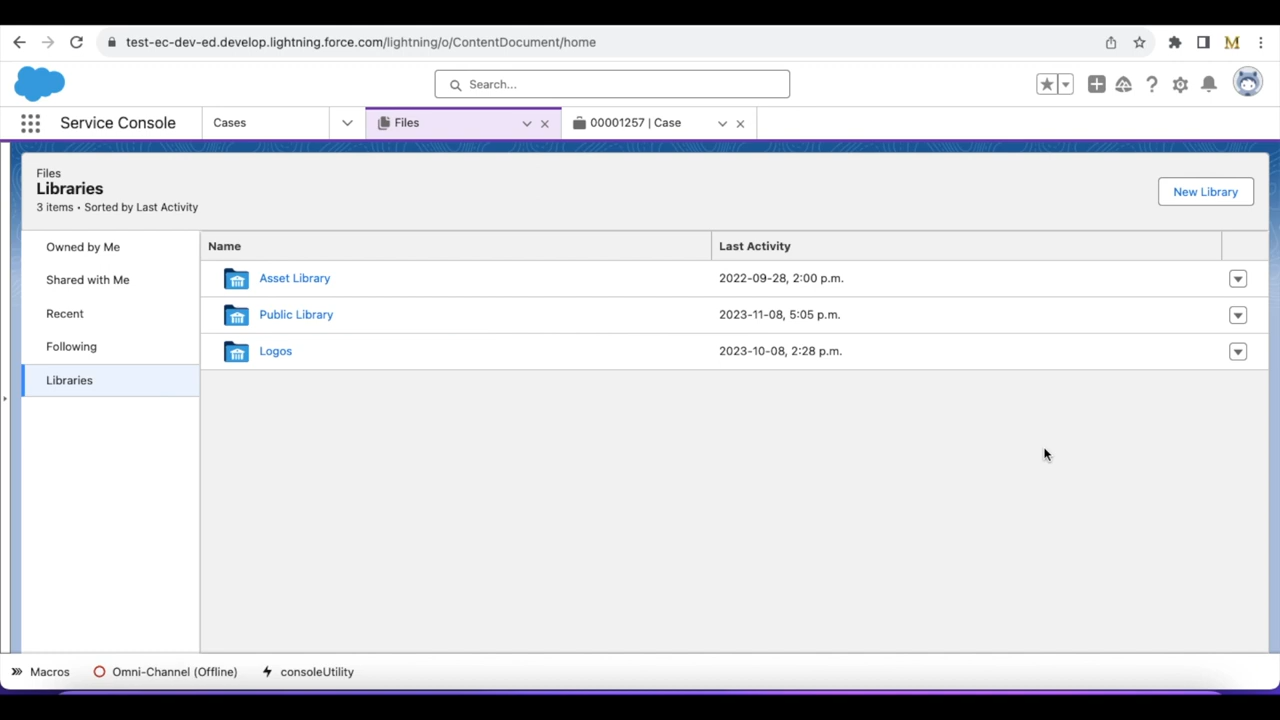 test-ec-dev-ed.develop.lightning.force.com/lightning/o/ContentDocument/home
M
Search...
Service Console
Cases
Files
00001257 | Case
Files
Libraries
3 items • Sorted by Last Activity
New Library
Owned by Me
Shared with Me
Recent
Following
Libraries
Name
Last Activity
Asset Library
2022-09-28, 2:00 p.m.
Public Library
2023-11-08, 5:05 p.m.
Logos
2023-10-08, 2:28 p.m.
Macros
Omni-Channel (Offline)
consoleUtility